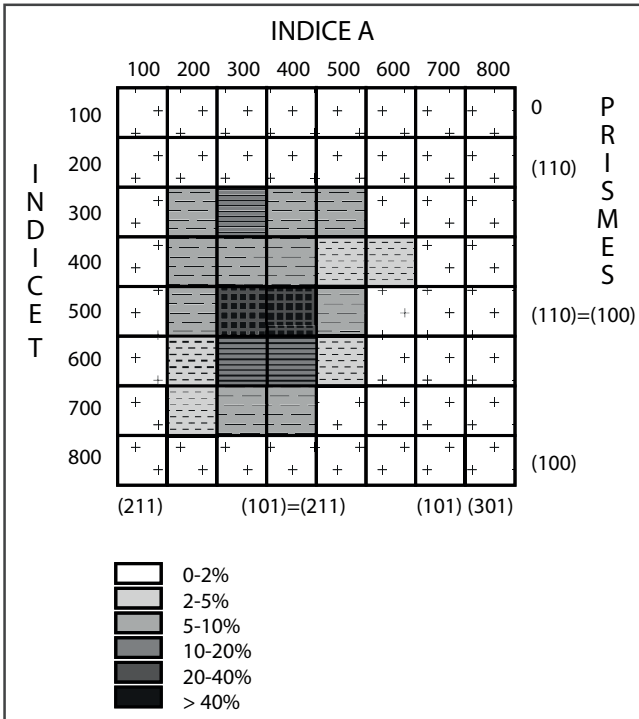 INDICE A
100 200 300 400 500 600 700 800
100 0
200 (110)
300
400
500 (110)=(100)
600
700
800 (100)
INDICE T
PRISMES
(211) (101)=(211) (101) (301)
0-2%
2-5%
5-10%
10-20%
20-40%
> 40%